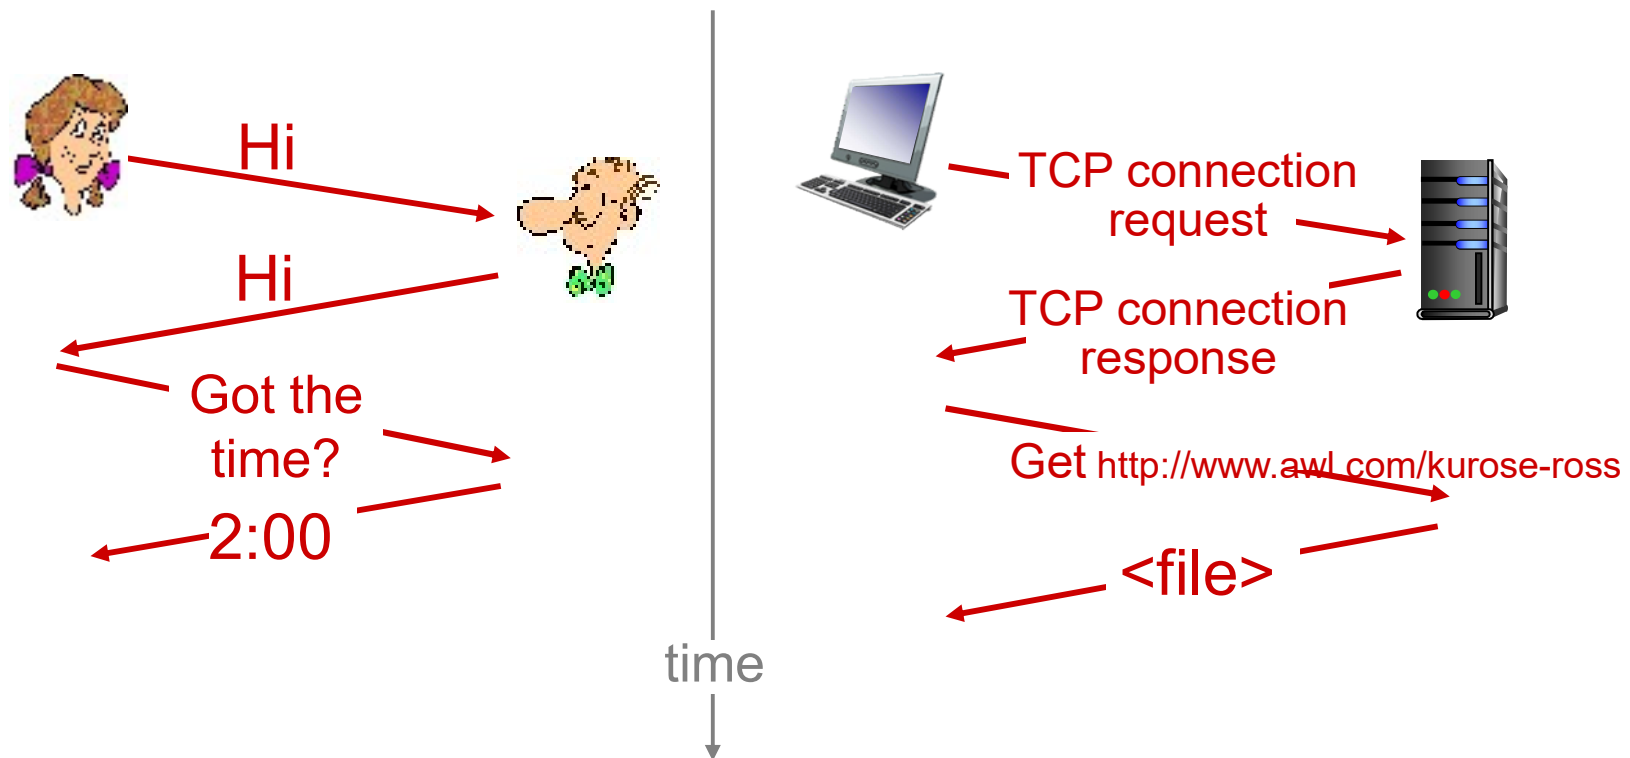 Hi
Hi
Got the
time?
2:00
time
TCP connection
request
TCP connection
response
Get http://www.awl.com/kurose-ross
<file>